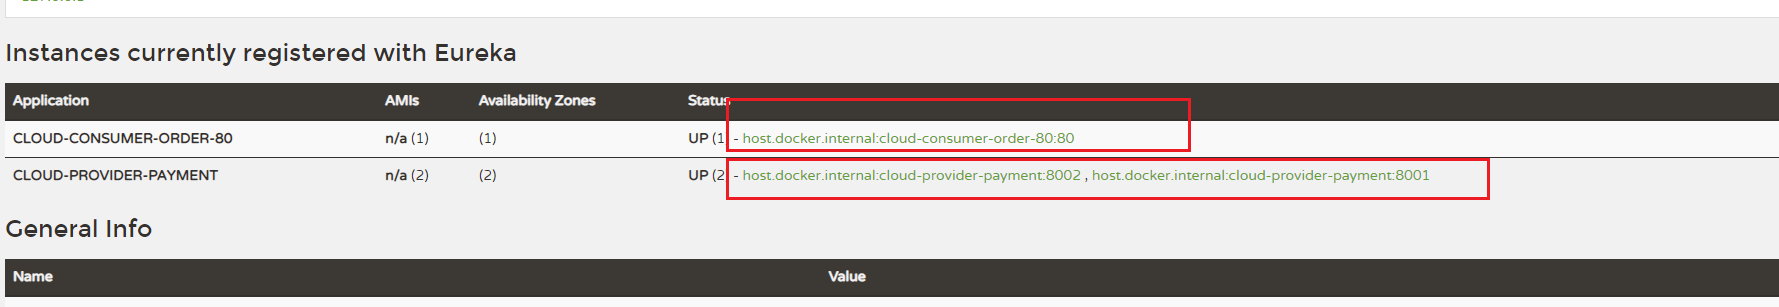 Instances currently registered with Eureka
Application AMIs Availability Zones Status
CLOUD-CONSUMER-ORDER-80 n/a (1) (1) UP (1 - host.docker.internal:cloud-consumer-order-80:80
CLOUD-PROVIDER-PAYMENT n/a (2) (2) UP (2 - host.docker.internal:cloud-provider-payment:8002 , host.docker.internal:cloud-provider-payment:8001
General Info
Name Value